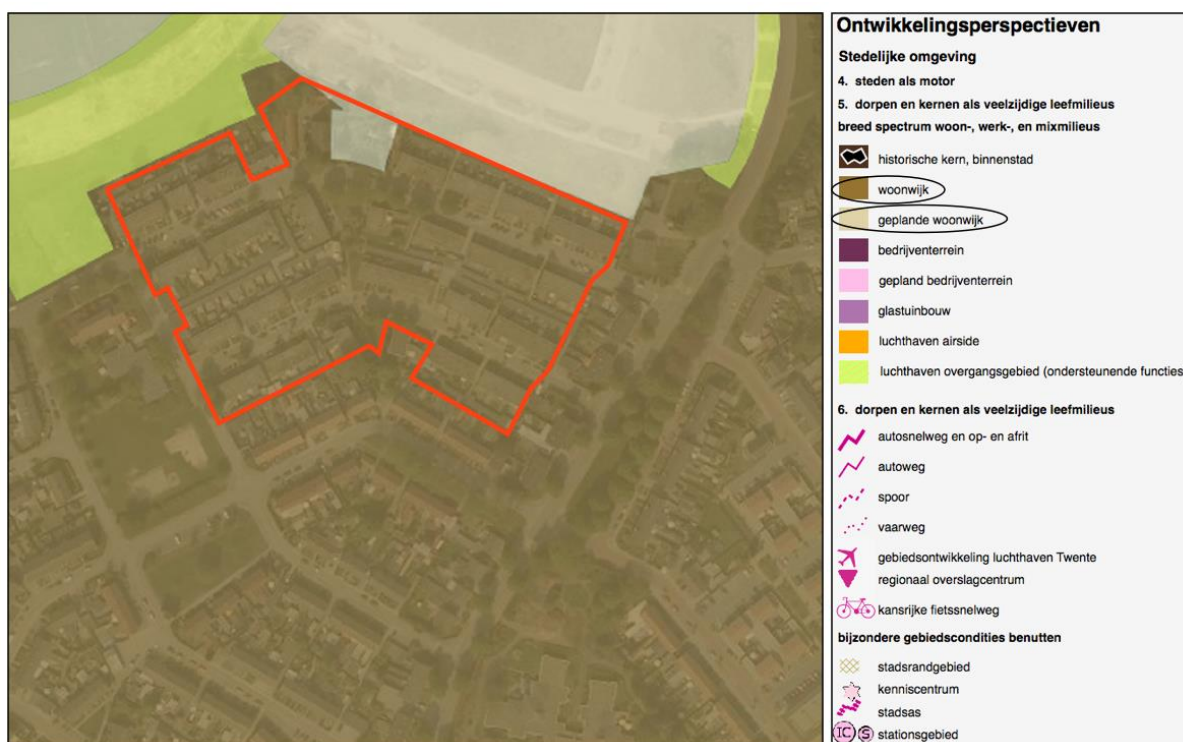 Ontwikkelingsperspectieven
Stedelijke omgeving
4. steden als motor
5. dorpen en kernen als veelzijdige leefmilieus
breed spectrum woon-, werk-, en mixmilieus
historische kern, binnenstad
woonwijk
geplande woonwijk
bedrijventerrein
gepland bedrijventerrein
glastuinbouw
luchthaven airside
luchthaven overgangsgebied (ondersteunende functies
6. dorpen en kernen als veelzijdige leefmilieus
autosnelweg en op- en afrit
autoweg
spoor
vaarweg
gebiedsontwikkeling luchthaven Twente
regionaal overslagcentrum
kansrijke fietssnelweg
bijzondere gebiedscondities benutten
stadsrandgebied
kenniscentrum
stadsas
IC S stationsgebied